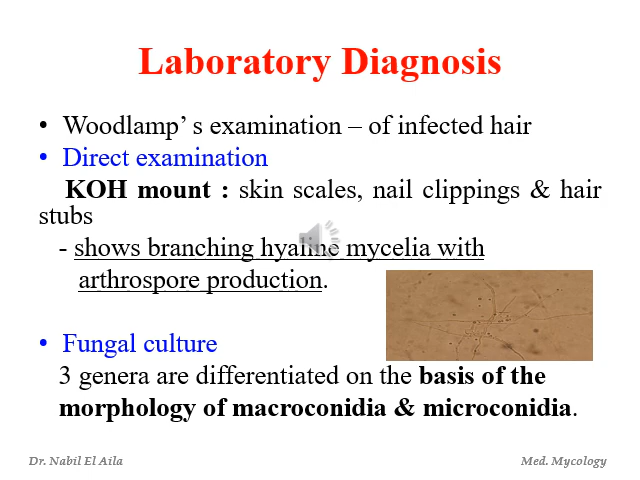 Laboratory Diagnosis
• Woodlamp’ s examination – of infected hair
• Direct examination
KOH mount : skin scales, nail clippings & hair
stubs
- shows branching hyaline mycelia with
arthrospore production.
• Fungal culture
3 genera are differentiated on the basis of the
morphology of macroconidia & microconidia.
Dr. Nabil El Aila
Med. Mycology